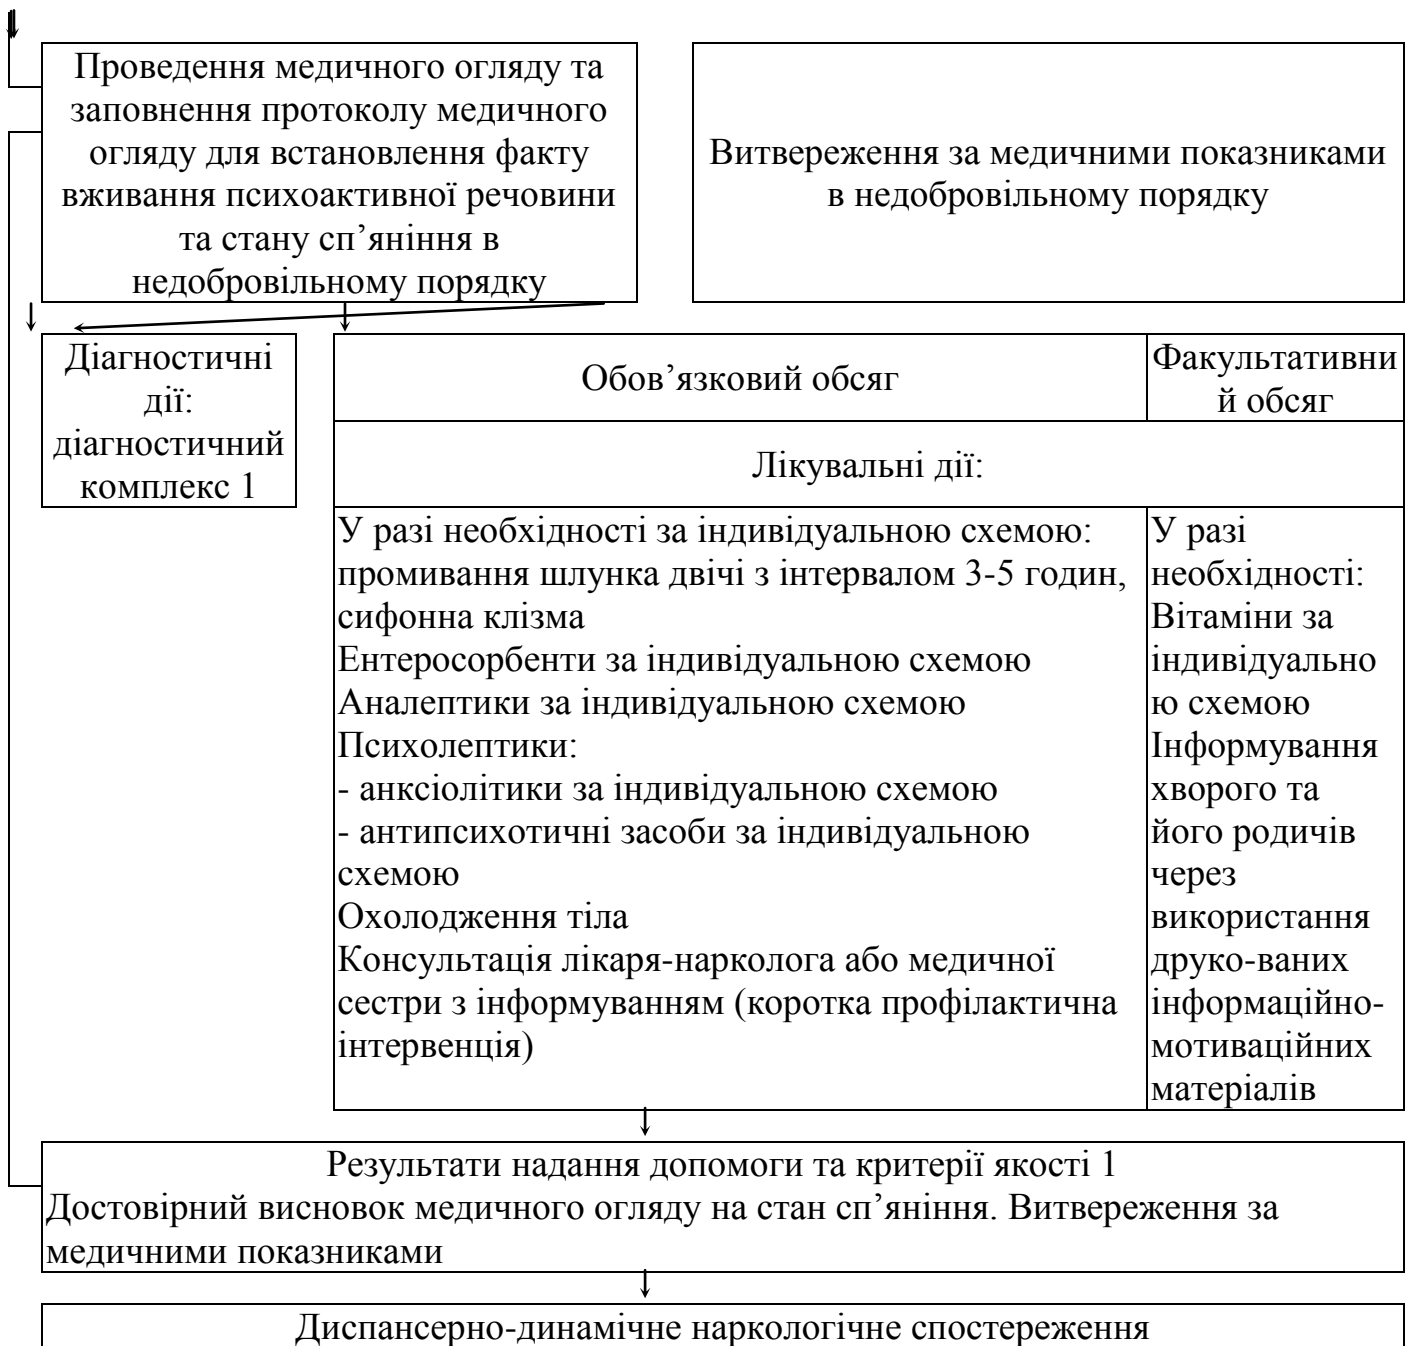 Проведення медичного огляду та
заповнення протоколу медичного
огляду для встановлення факту
вживання психоактивної речовини
та стану сп’яніння в
недобровільному порядку
Витвереження за медичними показниками
в недобровільному порядку
Діагностичні
дії:
діагностичний
комплекс 1
Обов’язковий обсяг
Факультативни
й обсяг
Лікувальні дії:
У разі необхідності за індивідуальною схемою:
промивання шлунка двічі з інтервалом 3-5 годин,
сифонна клізма
Ентеросорбенти за індивідуальною схемою
Аналептики за індивідуальною схемою
Психолептики:
- анксіолітики за індивідуальною схемою
- антипсихотичні засоби за індивідуальною
схемою
Охолодження тіла
Консультація лікаря-нарколога або медичної
сестри з інформуванням (коротка профілактична
інтервенція)
У разі
необхідності:
Вітаміни за
індивідуально
ю схемою
Інформування
хворого та
його родичів
через
використання
друко-ваних
інформаційно-
мотиваційних
матеріалів
Результати надання допомоги та критерії якості 1
Достовірний висновок медичного огляду на стан сп’яніння. Витвереження за
медичними показниками
Диспансерно-динамічне наркологічне спостереження